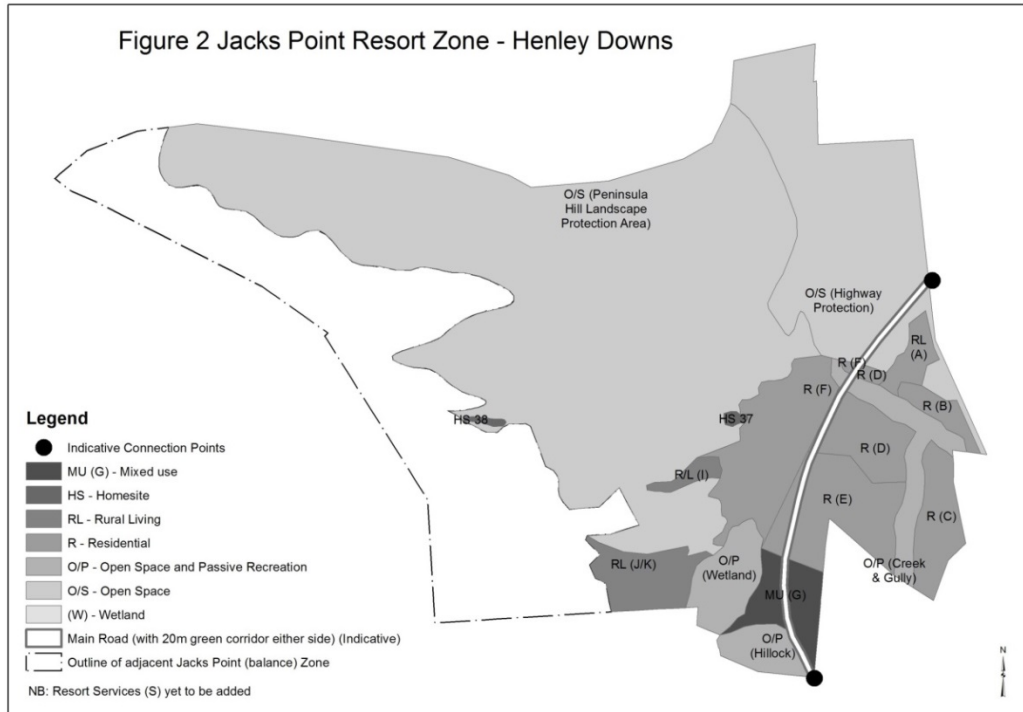 Figure 2 Jacks Point Resort Zone - Henley Downs
O/S (Peninsula
Hill Landscape
Protection Area)
O/S (Highway
Protection)
RL
(A)
R (F)
R (D)
R (F)
R (B)
HS 38
HS 37
R (D)
R/L (I)
R (E)
R (C)
RL (J/K)
O/P
(Wetland)
O/P (Creek
& Gully)
MU (G)
O/P
(Hillock)
N
Legend
Indicative Connection Points
MU (G) - Mixed use
HS - Homesite
RL - Rural Living
R - Residential
O/P - Open Space and Passive Recreation
O/S - Open Space
(W) - Wetland
Main Road (with 20m green corridor either side) (Indicative)
Outline of adjacent Jacks Point (balance) Zone
NB: Resort Services (S) yet to be added